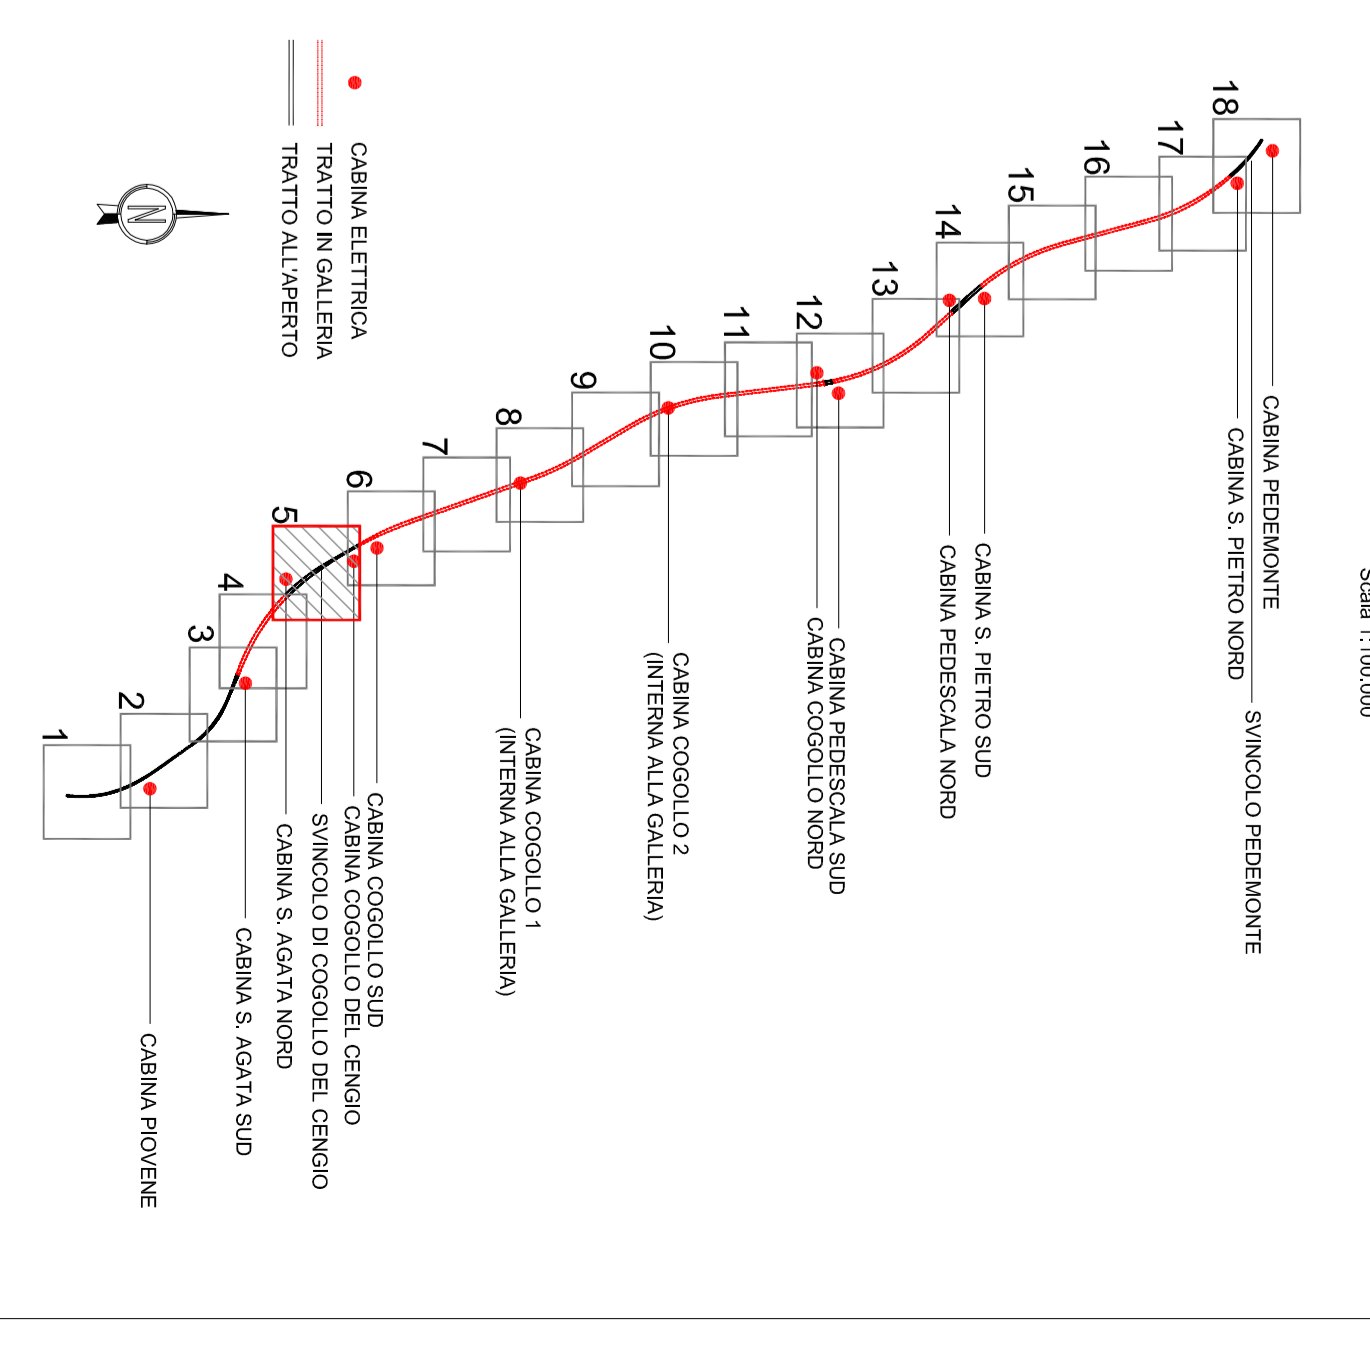 Scala 1:100.000
18
17
16
15
14
13
12
11
10
9
8
7
6
5
4
3
2
1
CABINA PEDEMONTE
SVINCOLO PEDEMONTE
CABINA S. PIETRO NORD
CABINA S. PIETRO SUD
CABINA PEDESCALA NORD
CABINA PEDESCALA SUD
CABINA COGOLLO NORD
CABINA COGOLLO 2
(INTERNA ALLA GALLERIA)
CABINA COGOLLO 1
(INTERNA ALLA GALLERIA)
CABINA COGOLLO SUD
CABINA COGOLLO DEL CENGIO
SVINCOLO DI COGOLLO DEL CENGIO
CABINA S. AGATA NORD
CABINA S. AGATA SUD
CABINA PIOVENE
CABINA ELETTRICA
TRATTO IN GALLERIA
TRATTO ALL'APERTO
N